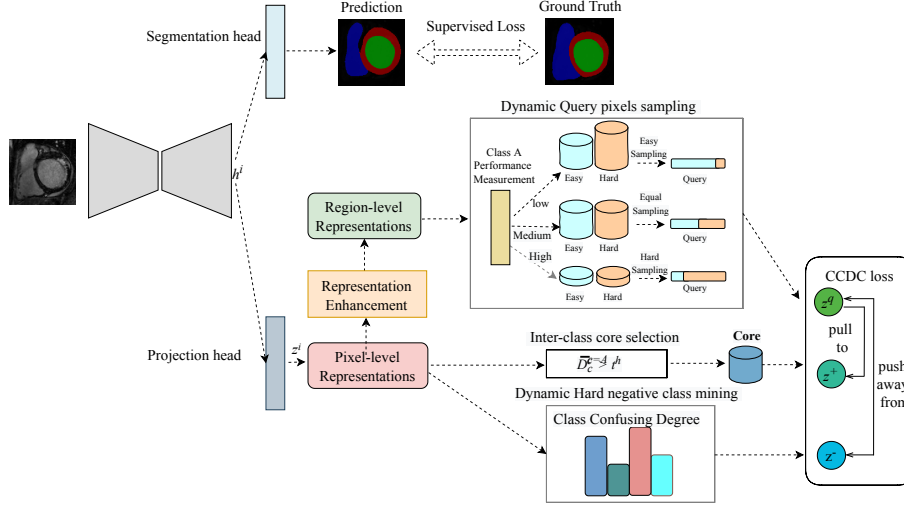 Prediction
Ground Truth
Segmentation head
Supervised Loss
h^i
Dynamic Query pixels sampling
Class A
Performance
Measurement
low
Medium
High
Easy
Hard
Easy
Sampling
Query
Easy
Hard
Equal
Sampling
Query
Easy
Hard
Hard
Sampling
Query
Region-level
Representations
Representation
Enhancement
Projection head
z^i
Pixel-level
Representations
Inter-class core selection
Core
Dynamic Hard negative class mining
Class Confusing Degree
CCDC loss
z^q
pull
to
z^+
push
away
from
z^-